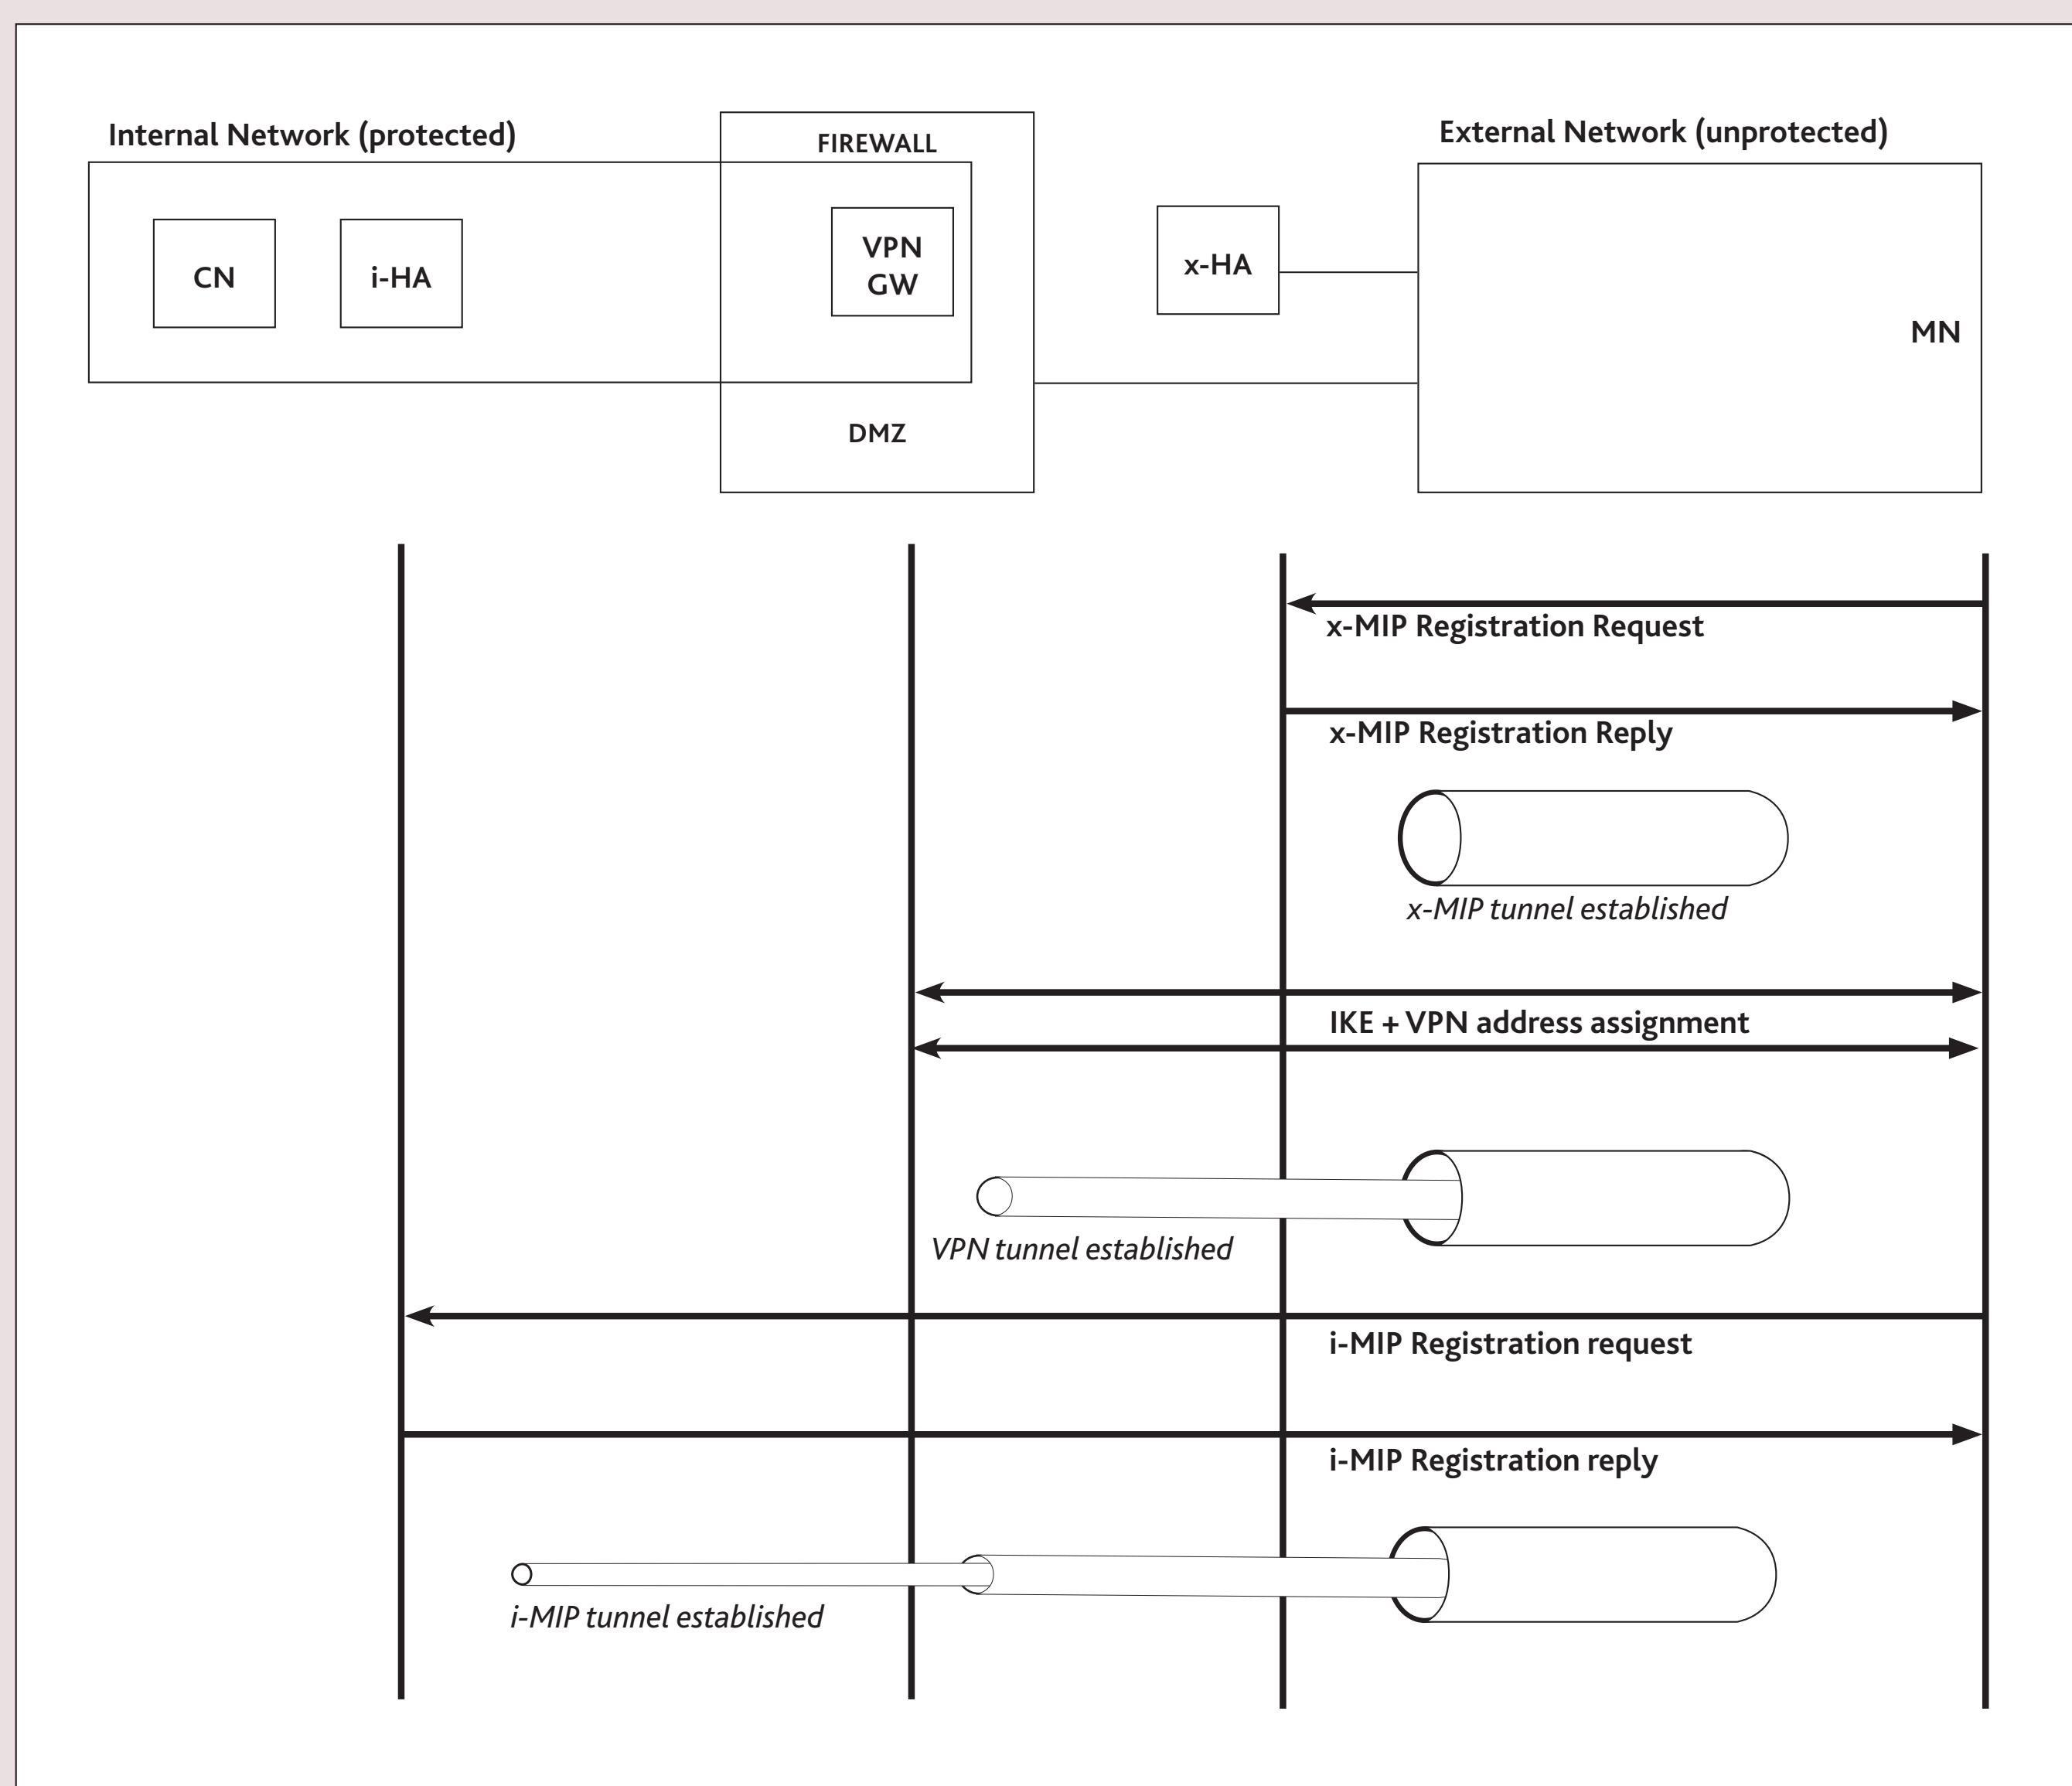 Internal Network (protected)
FIREWALL
External Network (unprotected)
CN
i-HA
VPN
GW
x-HA
MN
DMZ
x-MIP Registration Request
x-MIP Registration Reply
x-MIP tunnel established
IKE + VPN address assignment
VPN tunnel established
i-MIP Registration request
i-MIP Registration reply
i-MIP tunnel established